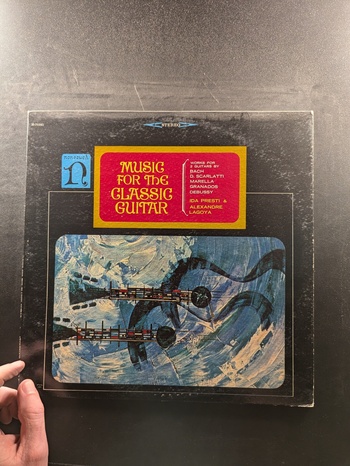 STEREO
nonesuch
n
MUSIC
FOR THE
CLASSIC
GUITAR
WORKS FOR
2 GUITARS BY
BACH
D. SCARLATTI
MARELLA
GRANADOS
DEBUSSY
IDA PRESTI &
ALEXANDRE
LAGOYA